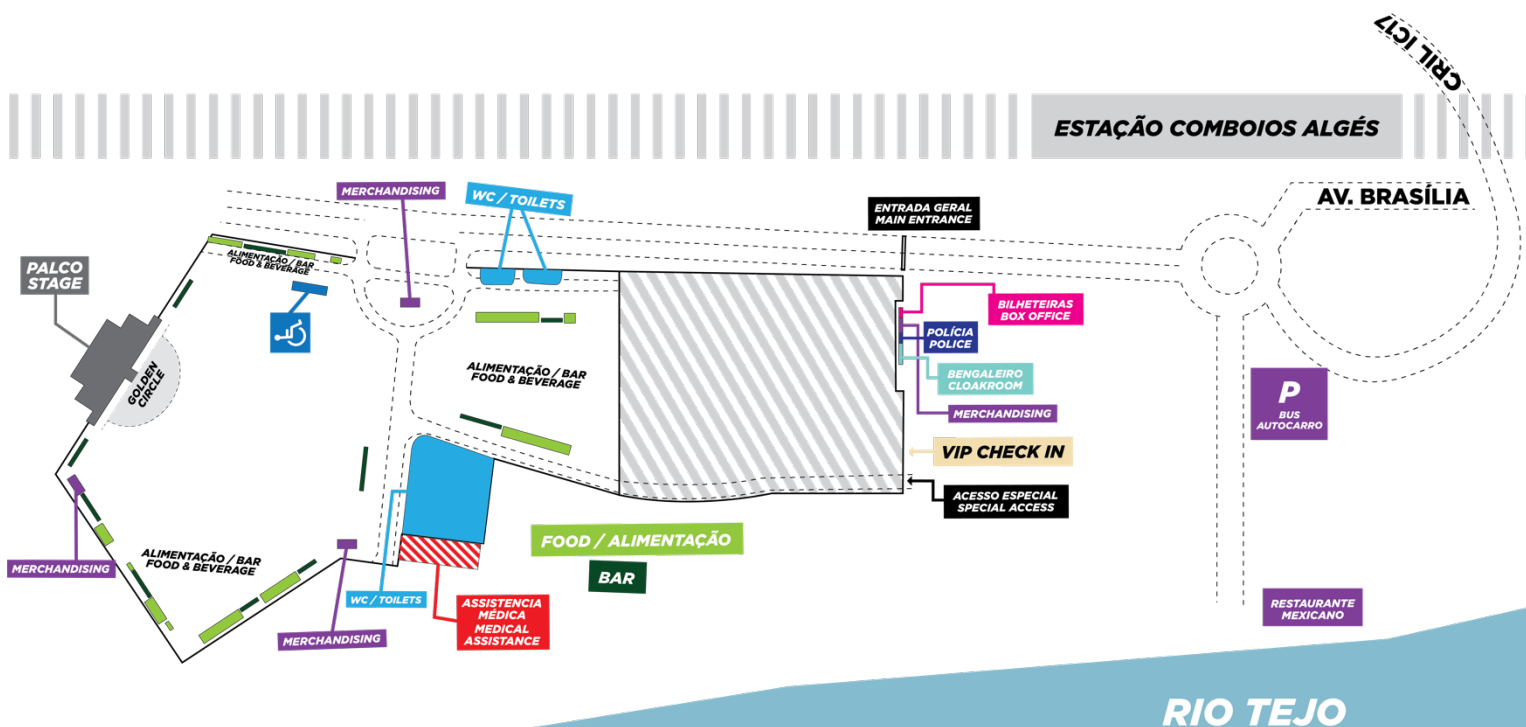 CRIL IC17
ESTAÇÃO COMBOIOS ALGÉS
MERCHANDISING
WC / TOILETS
ENTRADA GERAL
MAIN ENTRANCE
AV. BRASÍLIA
PALCO
STAGE
ALIMENTAÇÃO / BAR
FOOD & BEVERAGE
BILHETEIRAS
BOX OFFICE
POLÍCIA
POLICE
GOLDEN
CIRCLE
ALIMENTAÇÃO / BAR
FOOD & BEVERAGE
BENGALEIRO
CLOAKROOM
P
BUS
AUTOCARRO
MERCHANDISING
VIP CHECK IN
ACESSO ESPECIAL
SPECIAL ACCESS
FOOD / ALIMENTAÇÃO
BAR
ALIMENTAÇÃO / BAR
FOOD & BEVERAGE
MERCHANDISING
WC / TOILETS
ASSISTENCIA
MÉDICA
MEDICAL
ASSISTANCE
MERCHANDISING
RESTAURANTE
MEXICANO
RIO TEJO